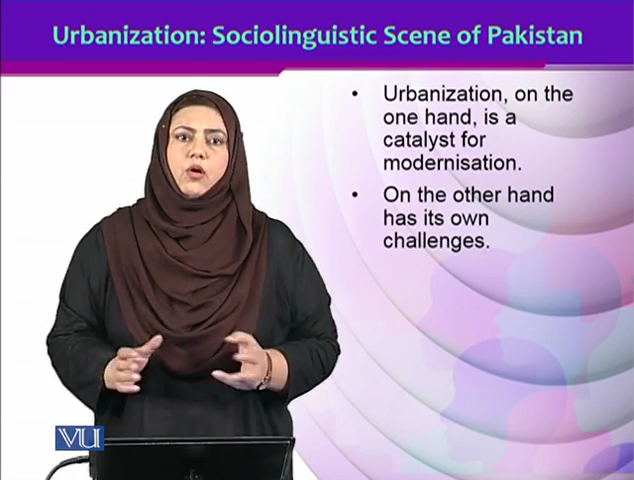 Urbanization: Sociolinguistic Scene of Pakistan
• Urbanization, on the
one hand, is a
catalyst for
modernisation.
• On the other hand
has its own
challenges.
VU